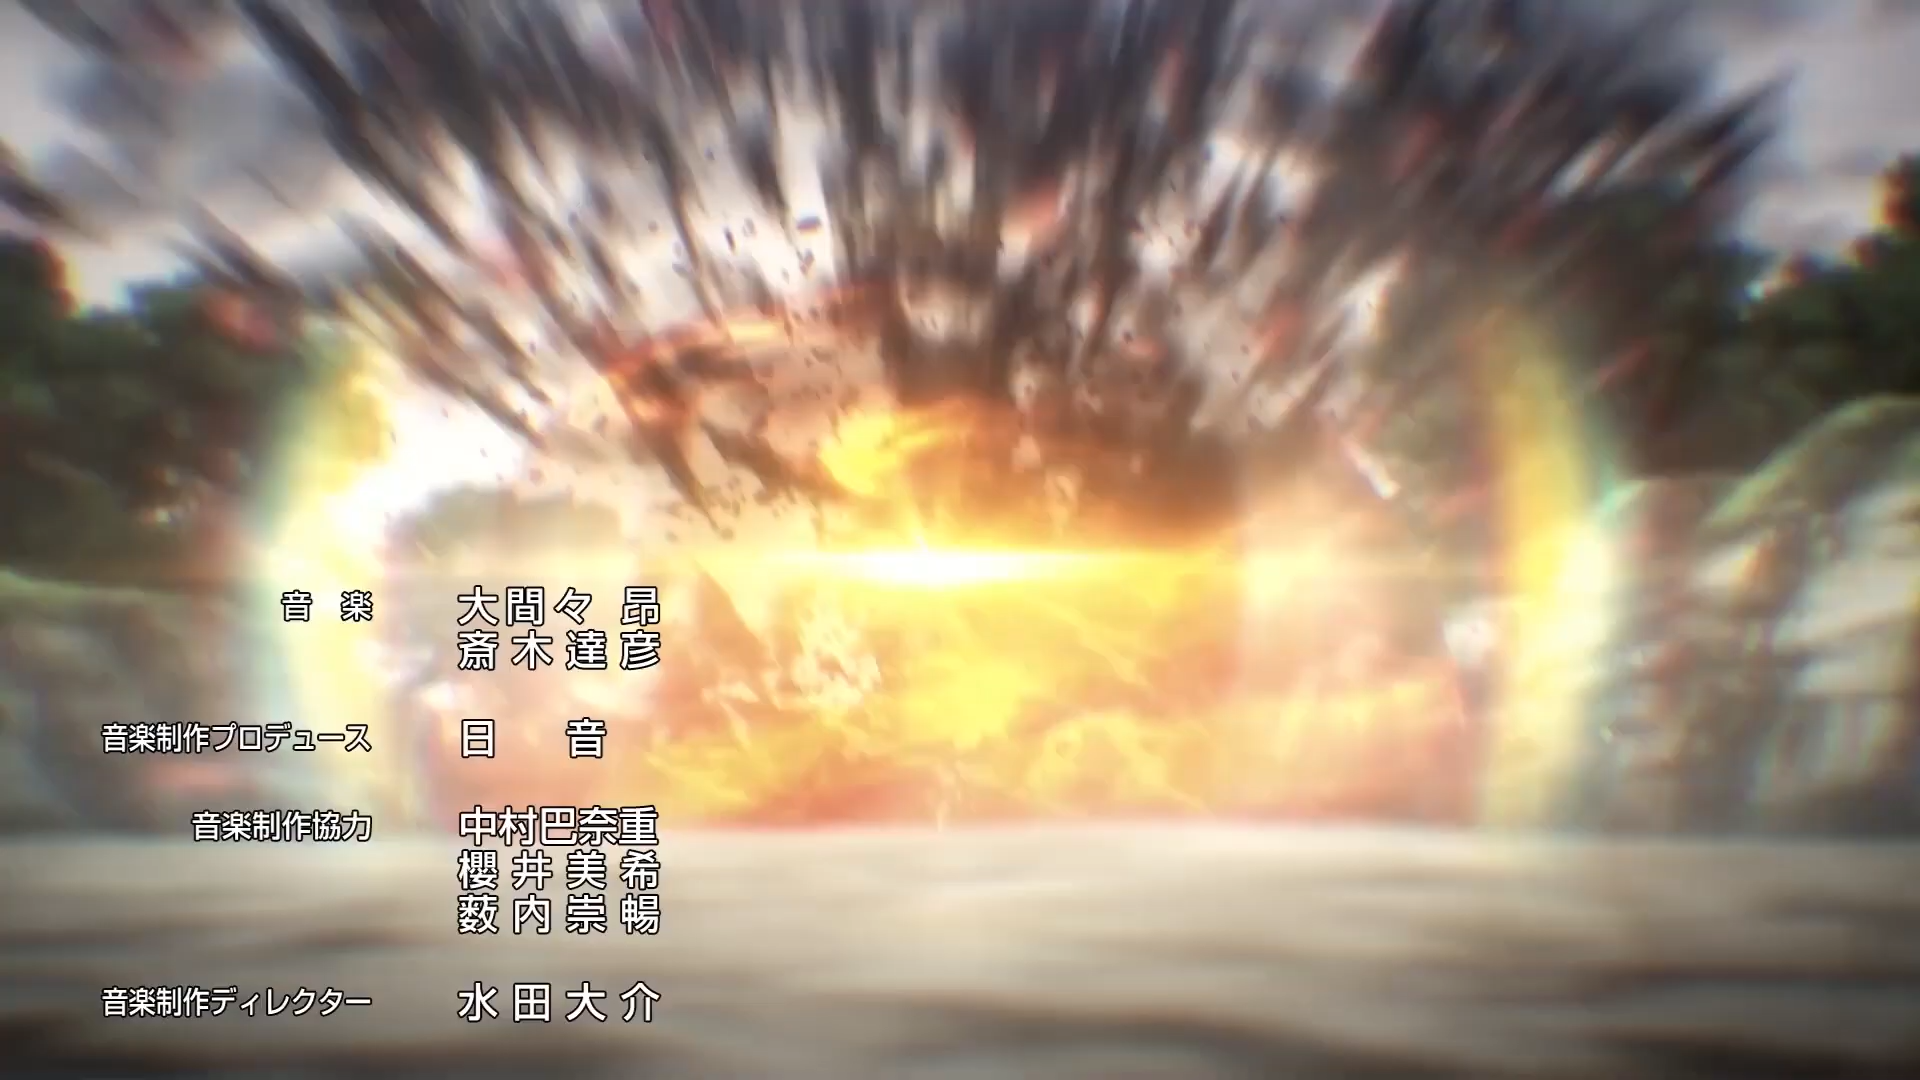 音　楽　大間々 昂
斎木達彦
音楽制作プロデュース　日　音
音楽制作協力　中村巴奈重
櫻井美希
薮内崇暢
音楽制作ディレクター　水田大介